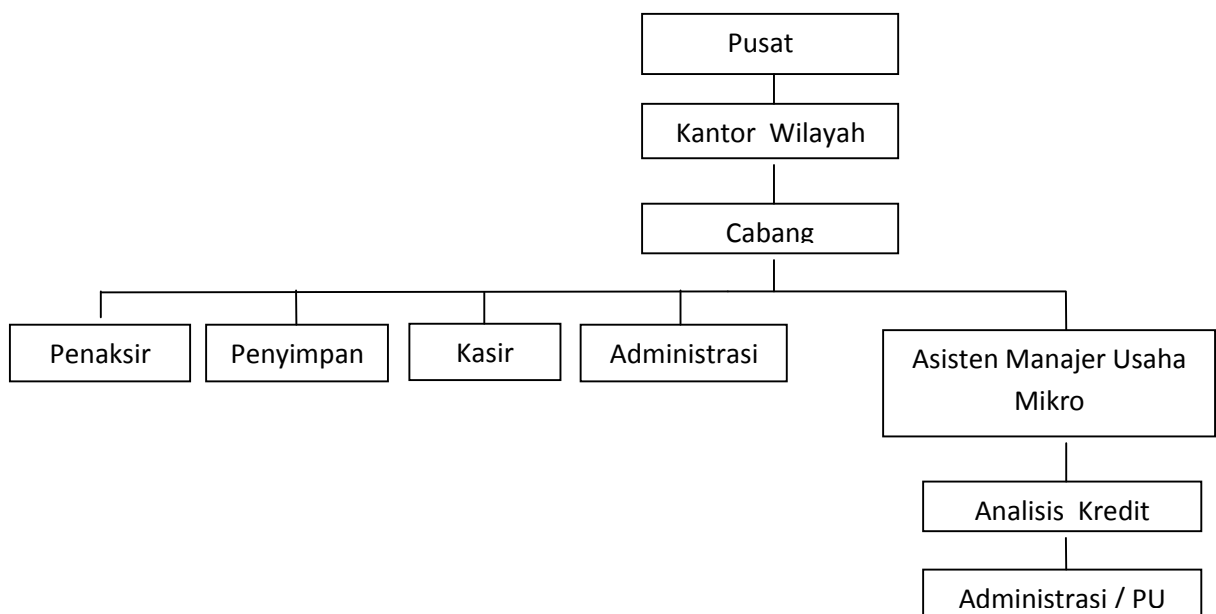 Pusat
Kantor Wilayah
Cabang
Penaksir
Penyimpan
Kasir
Administrasi
Asisten Manajer Usaha
Mikro
Analisis Kredit
Administrasi / PU